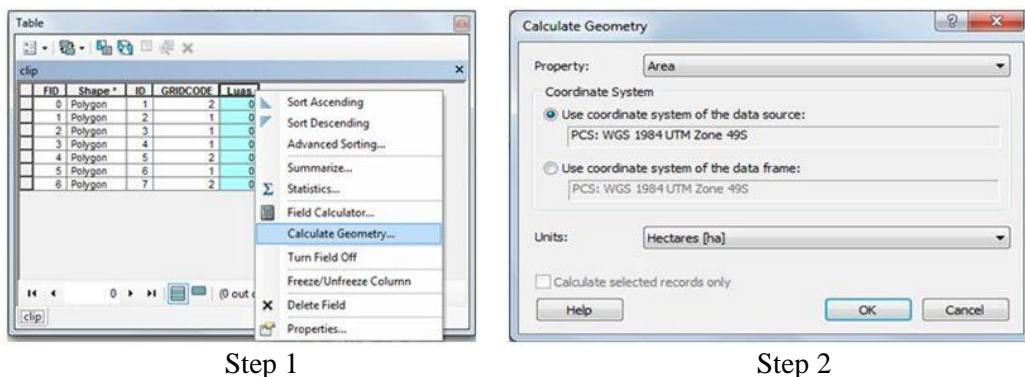 Table
clip
FID Shape * ID GRIDCODE Luas
0 Polygon 1 2 0
1 Polygon 2 1 0
2 Polygon 3 1 0
3 Polygon 4 1 0
4 Polygon 5 2 0
5 Polygon 6 1 0
6 Polygon 7 2 0
Sort Ascending
Sort Descending
Advanced Sorting...
Summarize...
Σ Statistics...
Field Calculator...
Calculate Geometry...
Turn Field Off
Freeze/Unfreeze Column
Delete Field
Properties...
0 (0 out
clip
Step 1
Calculate Geometry
Property: Area
Coordinate System
Use coordinate system of the data source:
PCS: WGS 1984 UTM Zone 49S
Use coordinate system of the data frame:
PCS: WGS 1984 UTM Zone 49S
Units: Hectares [ha]
Calculate selected records only
Help OK Cancel
Step 2